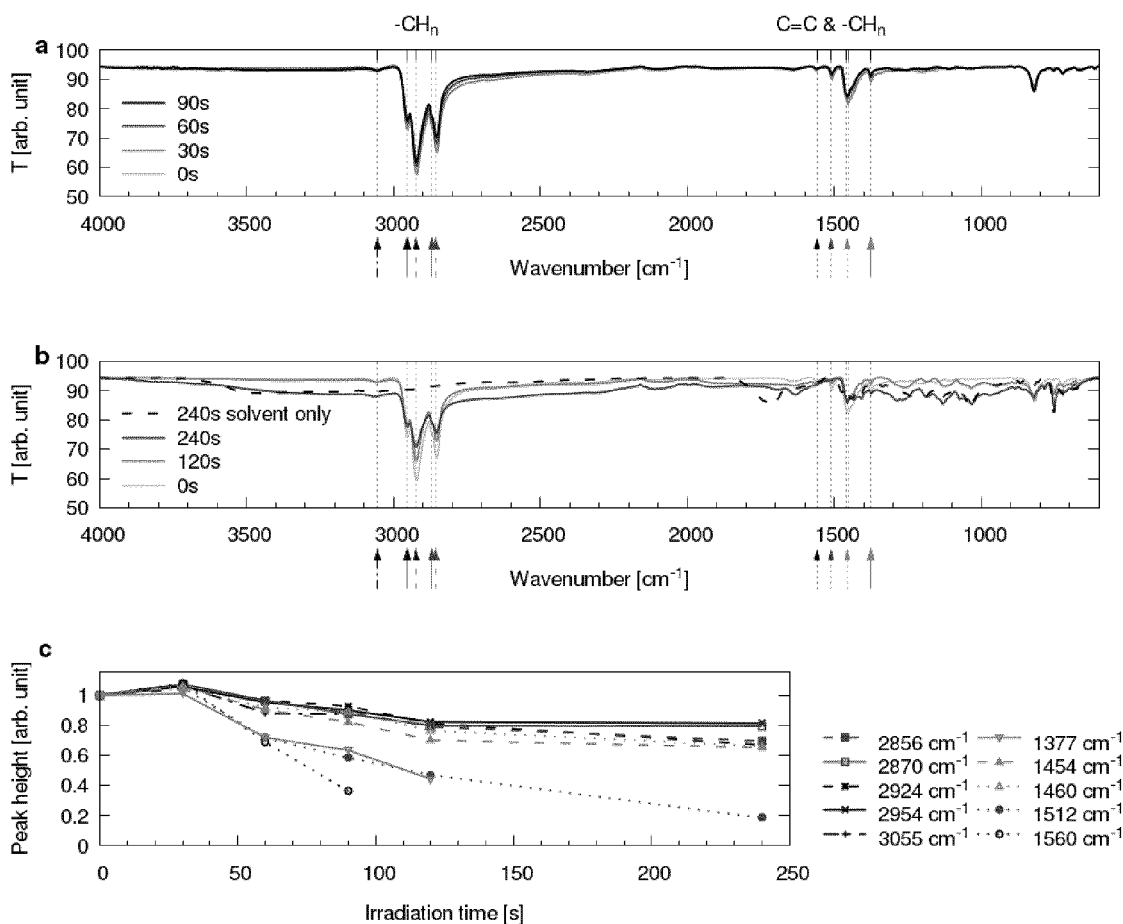 -CHₙ C=C & -CHₙ
a
100
90
80
70
60
50
T [arb. unit]
90s
60s
30s
0s
4000 3500 3000 2500 2000 1500 1000
Wavenumber [cm⁻¹]
b
100
90
80
70
60
50
T [arb. unit]
240s solvent only
240s
120s
0s
4000 3500 3000 2500 2000 1500 1000
Wavenumber [cm⁻¹]
c
Peak height [arb. unit]
1
0.8
0.6
0.4
0.2
0
0 50 100 150 200 250
Irradiation time [s]
2856 cm⁻¹ 1377 cm⁻¹
2870 cm⁻¹ 1454 cm⁻¹
2924 cm⁻¹ 1460 cm⁻¹
2954 cm⁻¹ 1512 cm⁻¹
3055 cm⁻¹ 1560 cm⁻¹